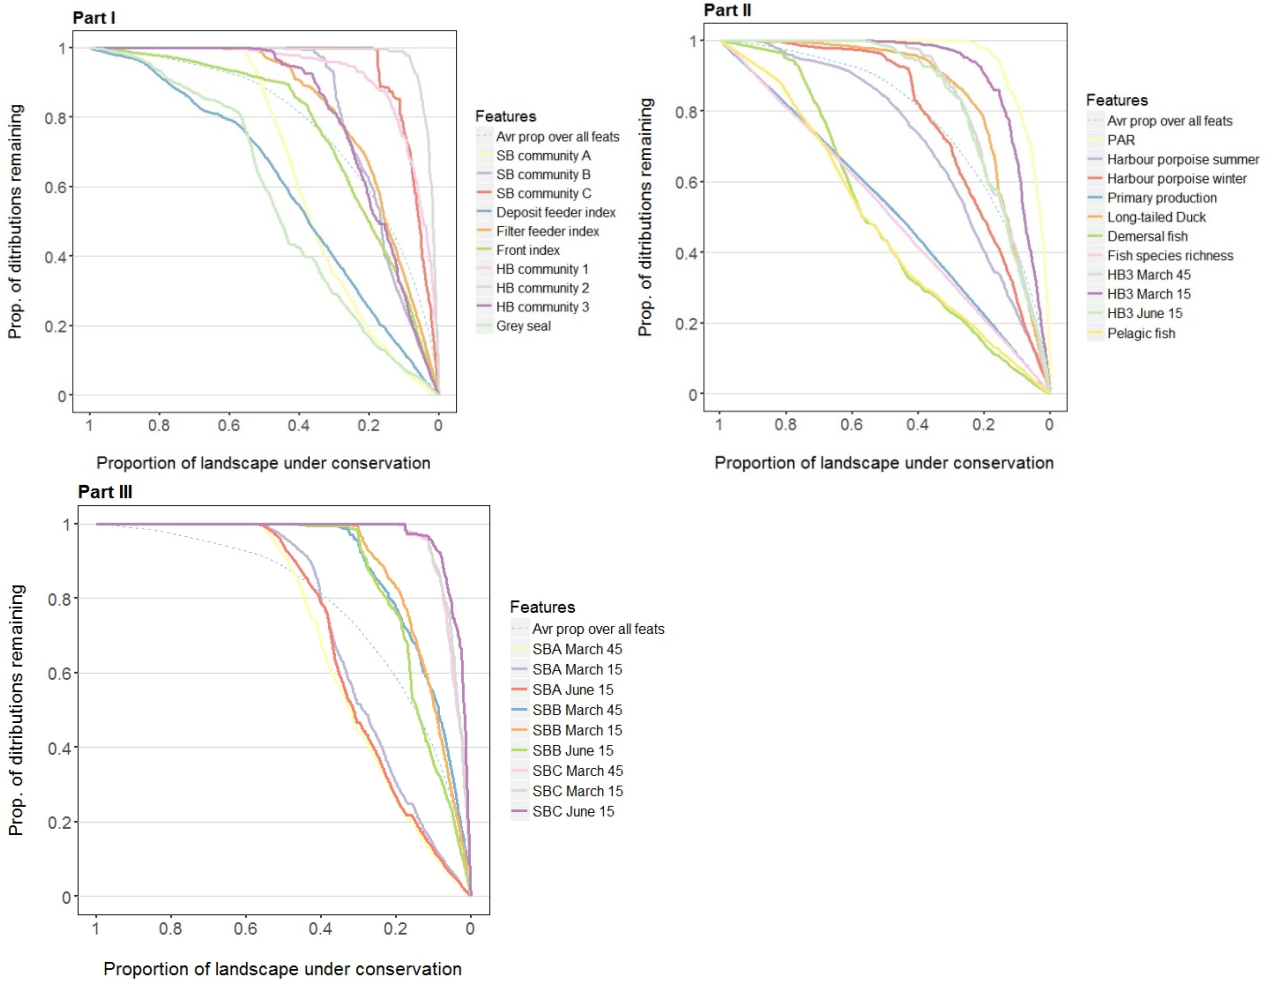 Part I
Prop. of ditributions remaining
1
0.8
0.6
0.4
0.2
0
1 0.8 0.6 0.4 0.2 0
Proportion of landscape under conservation
Features
Avr prop over all feats
SB community A
SB community B
SB community C
Deposit feeder index
Filter feeder index
Front index
HB community 1
HB community 2
HB community 3
Grey seal
Part II
Prop. of ditributions remaining
1
0.8
0.6
0.4
0.2
0
1 0.8 0.6 0.4 0.2 0
Proportion of landscape under conservation
Features
Avr prop over all feats
PAR
Harbour porpoise summer
Harbour porpoise winter
Primary production
Long-tailed Duck
Demersal fish
Fish species richness
HB3 March 45
HB3 March 15
HB3 June 15
Pelagic fish
Part III
Prop. of ditributions remaining
1
0.8
0.6
0.4
0.2
0
1 0.8 0.6 0.4 0.2 0
Proportion of landscape under conservation
Features
Avr prop over all feats
SBA March 45
SBA March 15
SBA June 15
SBB March 45
SBB March 15
SBB June 15
SBC March 45
SBC March 15
SBC June 15